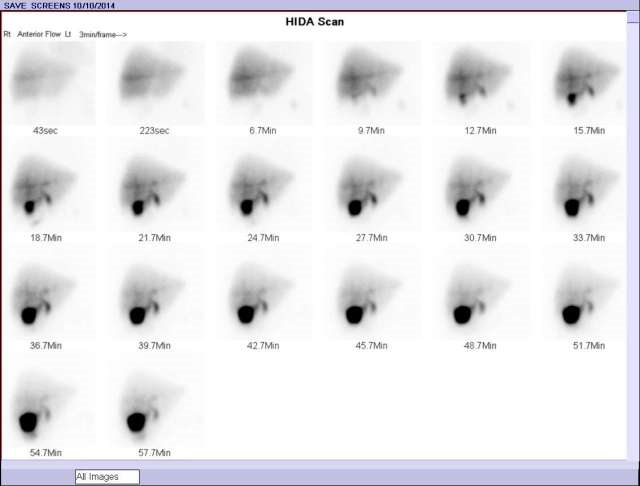 SAVE SCREENS 10/10/2014
HIDA Scan
Rt Anterior Flow Lt 3min/frame--->
43sec 223sec 6.7Min 9.7Min 12.7Min 15.7Min
18.7Min 21.7Min 24.7Min 27.7Min 30.7Min 33.7Min
36.7Min 39.7Min 42.7Min 45.7Min 48.7Min 51.7Min
54.7Min 57.7Min
All Images